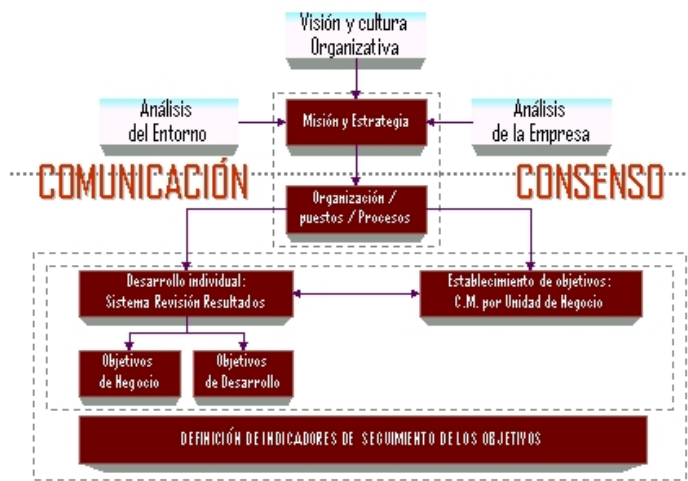 Visión y cultura
Organizativa
Análisis
del Entorno
Misión y Estrategia
Análisis
de la Empresa
COMUNICACIÓN
CONSENSO
Organización /
puestos / Procesos
Desarrollo individual:
Sistema Revisión Resultados
Establecimiento de objetivos:
C.M. por Unidad de Negocio
Objetivos
de Negocio
Objetivos
de Desarrollo
DEFINICIÓN DE INDICADORES DE SEGUIMIENTO DE LOS OBJETIVOS